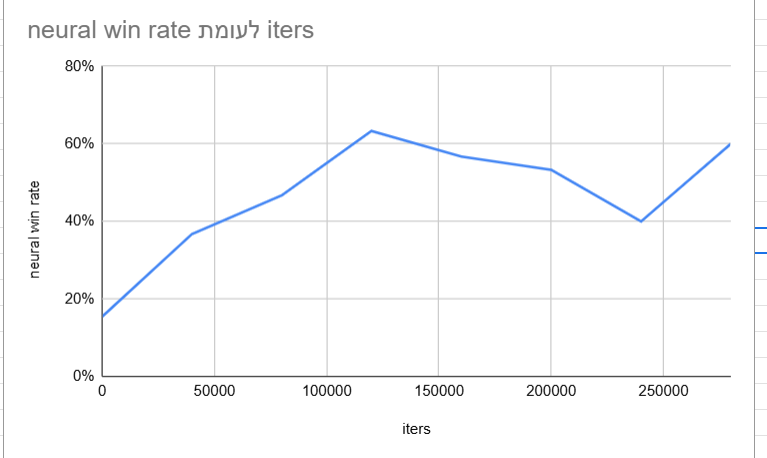 neural win rate לעומת iters
80%
60%
40%
20%
0%
neural win rate
0 50000 100000 150000 200000 250000
iters